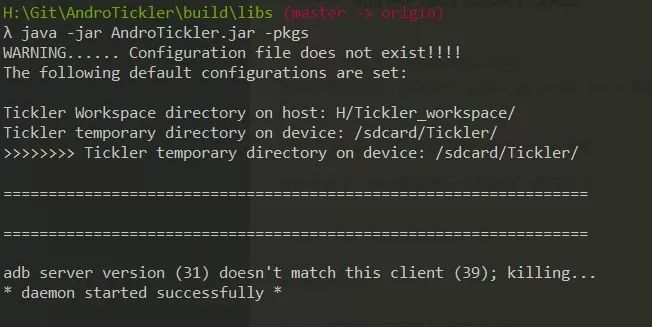 H:\Git\AndroTickler\build\libs (master -> origin)
λ java -jar AndroTickler.jar -pkgs
WARNING...... Configuration file does not exist!!!!
The following default configurations are set:
Tickler Workspace directory on host: H/Tickler_workspace/
Tickler temporary directory on device: /sdcard/Tickler/
>>>>>>>> Tickler temporary directory on device: /sdcard/Tickler/
=================================================================
=================================================================
adb server version (31) doesn't match this client (39); killing...
* daemon started successfully *